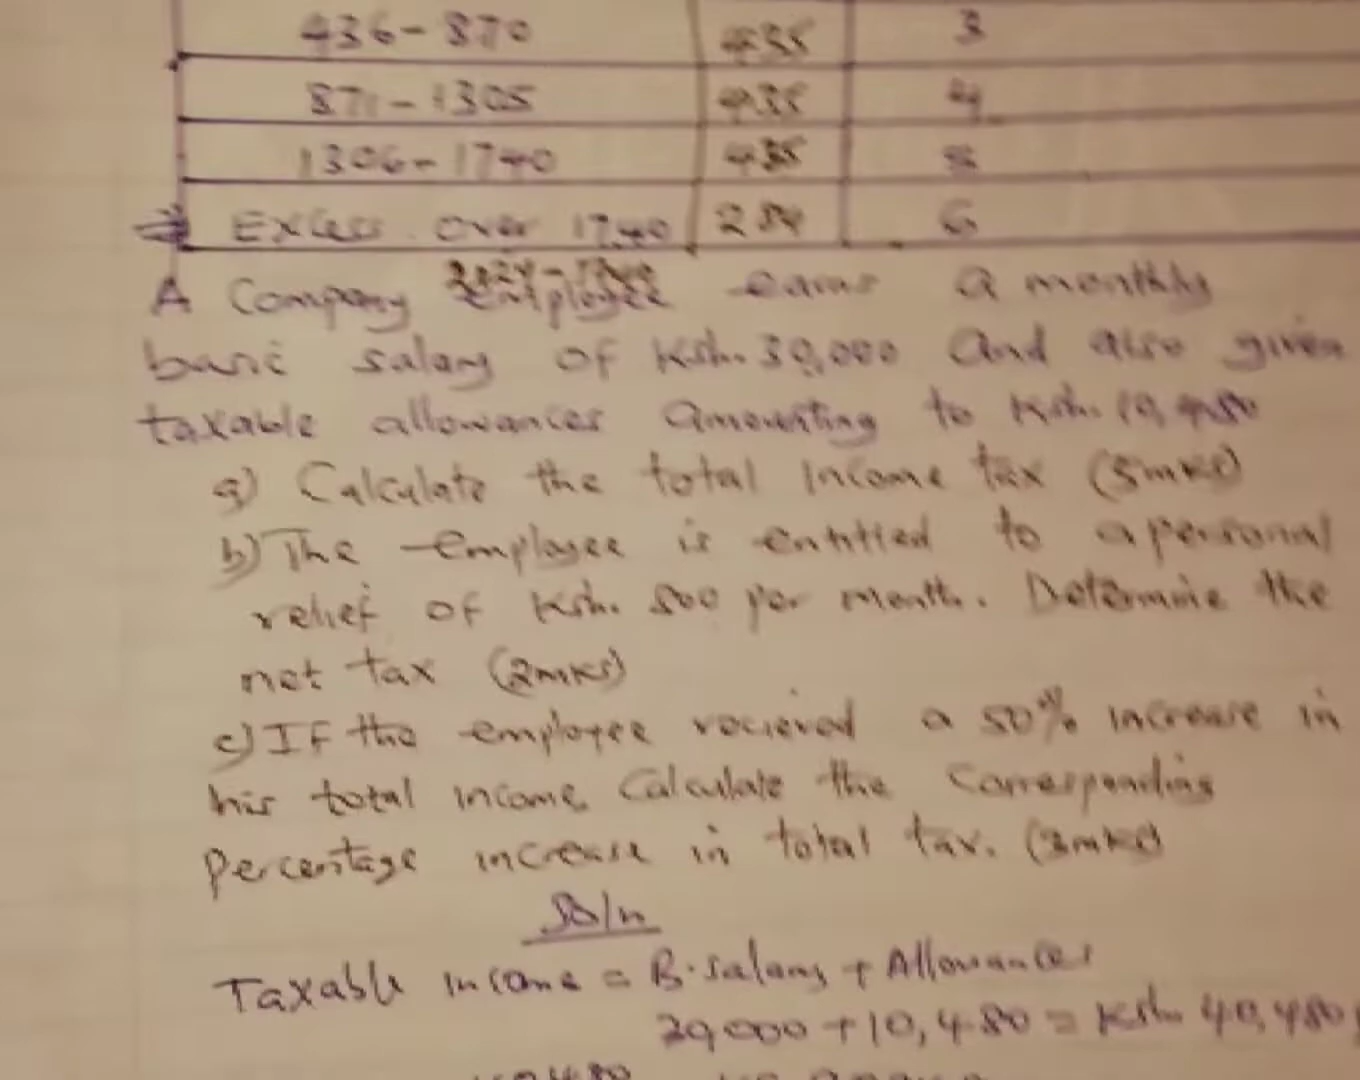 436-870 435 3
871-1305 435 4
1306-1740 435 5
⇒ Excess over 1740 284 6
2024-1740
A Company employee earns a monthly
basic salary of Ksh. 30,000 and also given
taxable allowances amounting to Ksh. 10,480
a) Calculate the total income tax (5mks)
b) The employee is entitled to a personal
relief of Ksh. 800 per month. Determine the
net tax (2mks)
c) If the employee recieved a 50% increase in
his total income, Calculate the corresponding
percentage increase in total tax. (3mks)
Soln
Taxable income = B.salary + Allowances
30,000 + 10,480 = Ksh 40,480